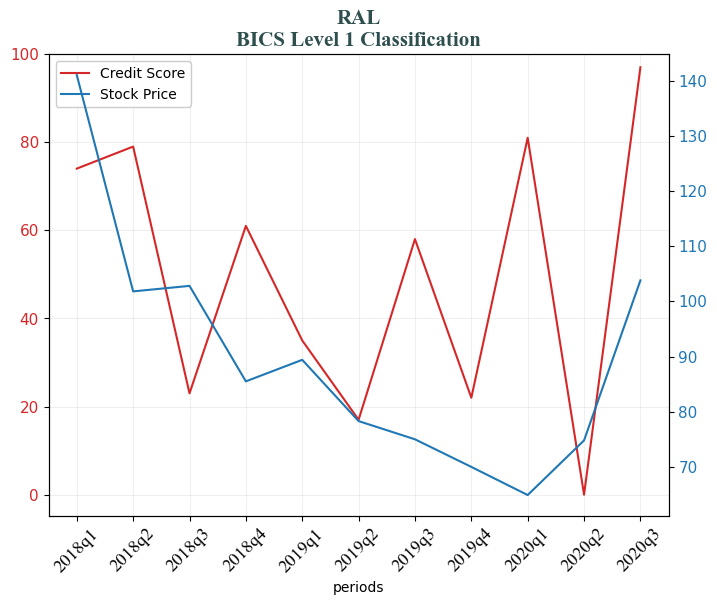 RAL
BICS Level 1 Classification
Credit Score
Stock Price
100
80
60
40
20
0
140
130
120
110
100
90
80
70
2018q1
2018q2
2018q3
2018q4
2019q1
2019q2
2019q3
2019q4
2020q1
2020q2
2020q3
periods